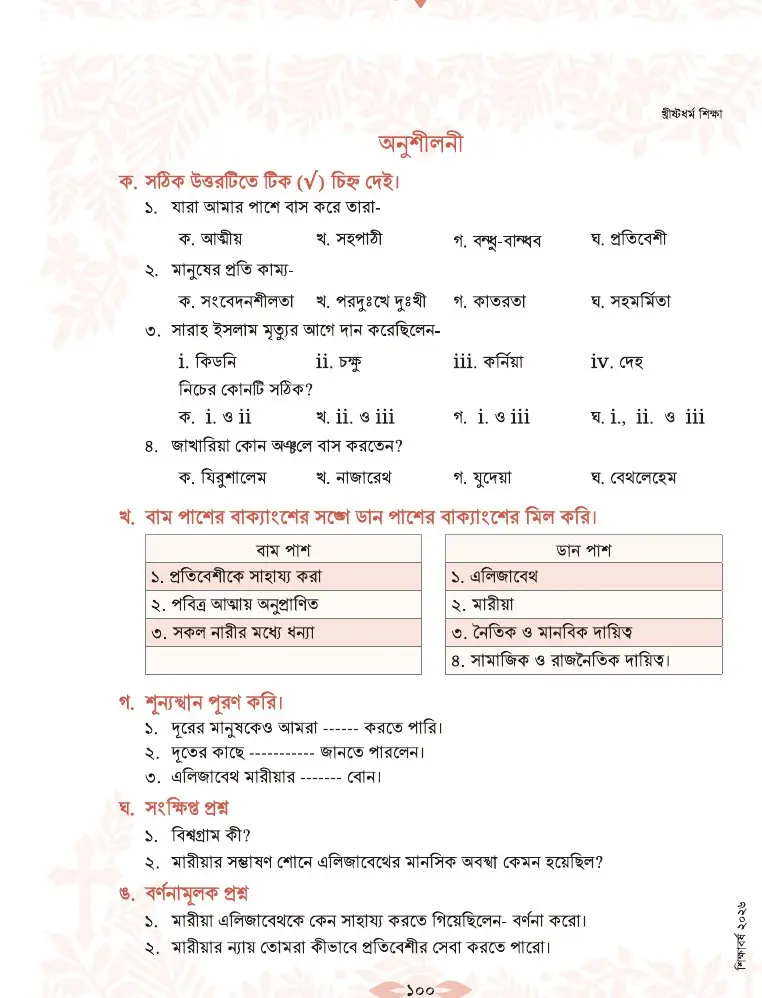 খ্রীষ্টধর্ম শিক্ষা
অনুশীলনী
ক. সঠিক উত্তরটিতে টিক (√) চিহ্ন দেই।
১. যারা আমার পাশে বাস করে তারা-
ক. আত্মীয় খ. সহপাঠী গ. বন্ধু-বান্ধব ঘ. প্রতিবেশী
২. মানুষের প্রতি কাম্য-
ক. সংবেদনশীলতা খ. পরদুঃখে দুঃখী গ. কাতরতা ঘ. সহমর্মিতা
৩. সারাহ ইসলাম মৃত্যুর আগে দান করেছিলেন-
i. কিডনি ii. চক্ষু iii. কর্নিয়া iv. দেহ
নিচের কোনটি সঠিক?
ক. i. ও ii খ. ii. ও iii গ. i. ও iii ঘ. i., ii. ও iii
৪. জাখারিয়া কোন অঞ্চলে বাস করতেন?
ক. যিরুশালেম খ. নাজারেথ গ. যুদেয়া ঘ. বেথলেহেম
খ. বাম পাশের বাক্যাংশের সঙ্গে ডান পাশের বাক্যাংশের মিল করি।
বাম পাশ ডান পাশ
১. প্রতিবেশীকে সাহায্য করা ১. এলিজাবেথ
২. পবিত্র আত্মায় অনুপ্রাণিত ২. মারীয়া
৩. সকল নারীর মধ্যে ধন্যা ৩. নৈতিক ও মানবিক দায়িত্ব
৪. সামাজিক ও রাজনৈতিক দায়িত্ব।
গ. শূন্যস্থান পূরণ করি।
১. দূরের মানুষকেও আমরা ------ করতে পারি।
২. দূতের কাছে ----------- জানতে পারলেন।
৩. এলিজাবেথ মারীয়ার ------- বোন।
ঘ. সংক্ষিপ্ত প্রশ্ন
১. বিশ্বগ্রাম কী?
২. মারীয়ার সম্ভাষণ শোনে এলিজাবেথের মানসিক অবস্থা কেমন হয়েছিল?
ঙ. বর্ণনামূলক প্রশ্ন
১. মারীয়া এলিজাবেথকে কেন সাহায্য করতে গিয়েছিলেন- বর্ণনা করো।
২. মারীয়ার ন্যায় তোমরা কীভাবে প্রতিবেশীর সেবা করতে পারো।
শিক্ষাবর্ষ ২০২৬
১০০